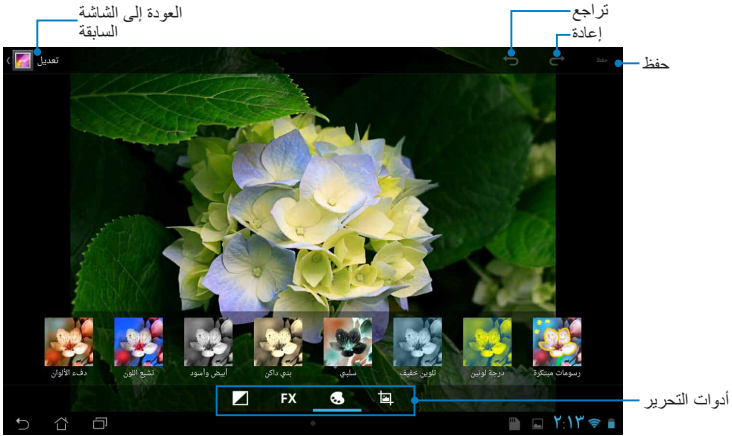 تراجع
إعادة
حفظ
العودة إلى الشاشة
السابقة
تعديل
حفظ
رسومات مبتكرة
درجة لونين
تلوين خفيف
سلبي
بني داكن
أبيض وأسود
تشبع اللون
دفء الألوان
FX
أدوات التحرير
٢:١٣